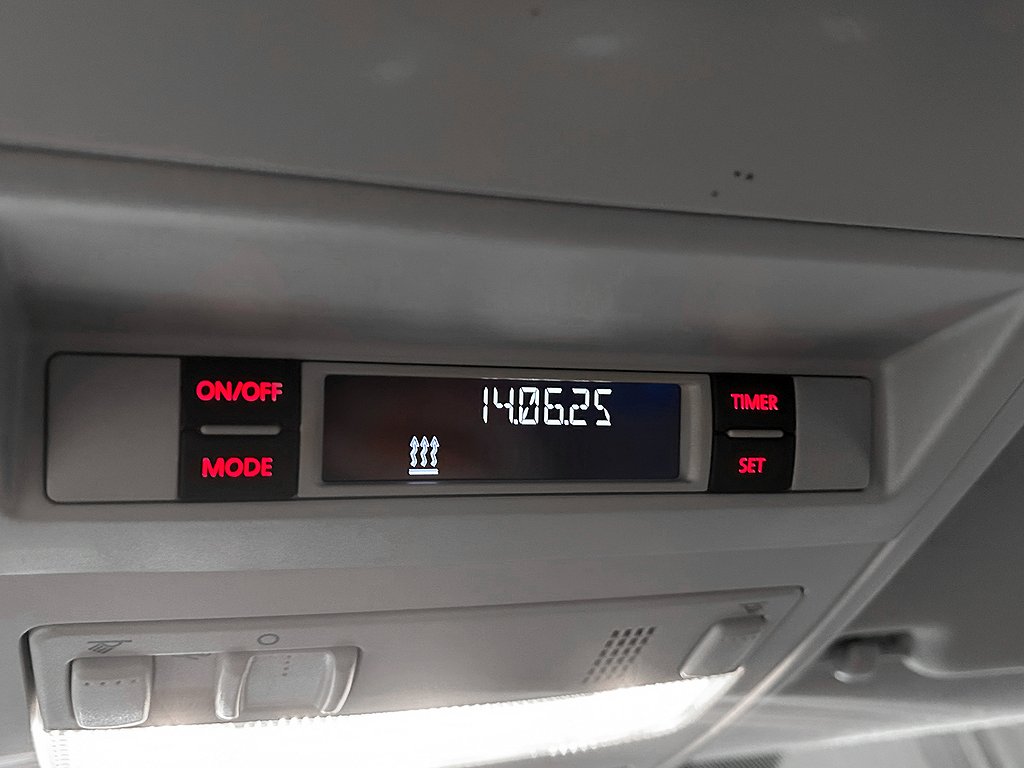 ON/OFF
MODE
14.06.25
TIMER
SET